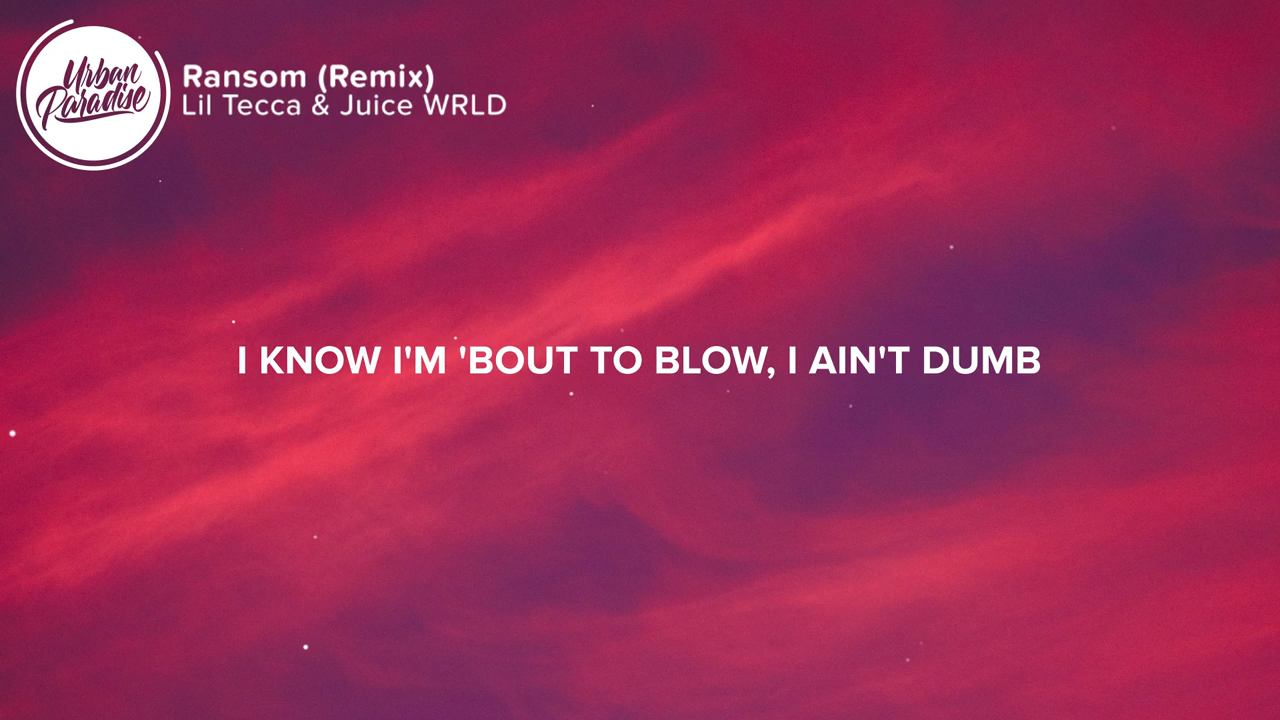 Urban
Paradise
Ransom (Remix)
Lil Tecca & Juice WRLD
I KNOW I'M 'BOUT TO BLOW, I AIN'T DUMB